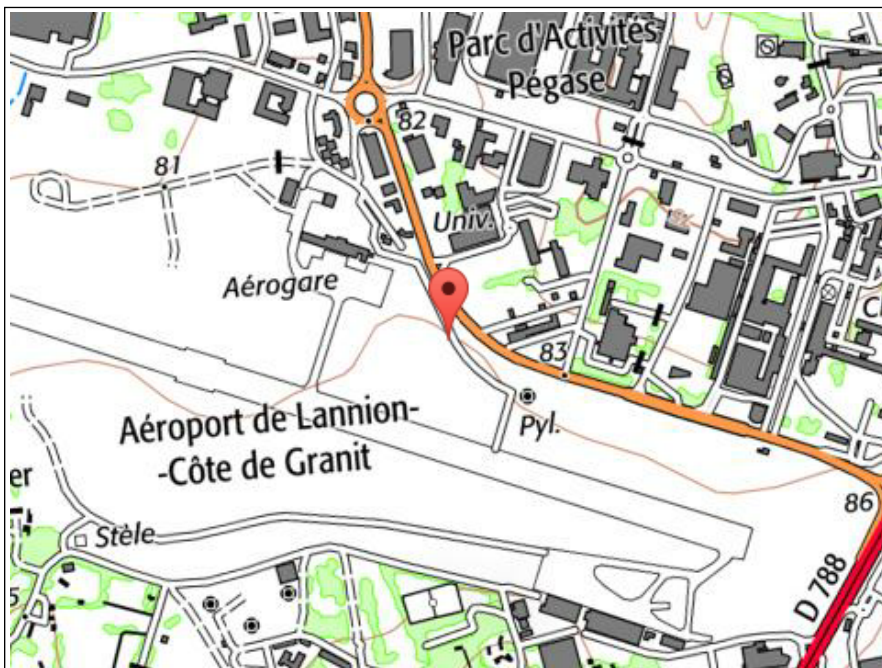 Parc d'Activités
Pégase
82
81
Univ.
Aérogare
83
Aéroport de Lannion-
-Côte de Granit
Pyl.
er
86
Stèle
D 788
5